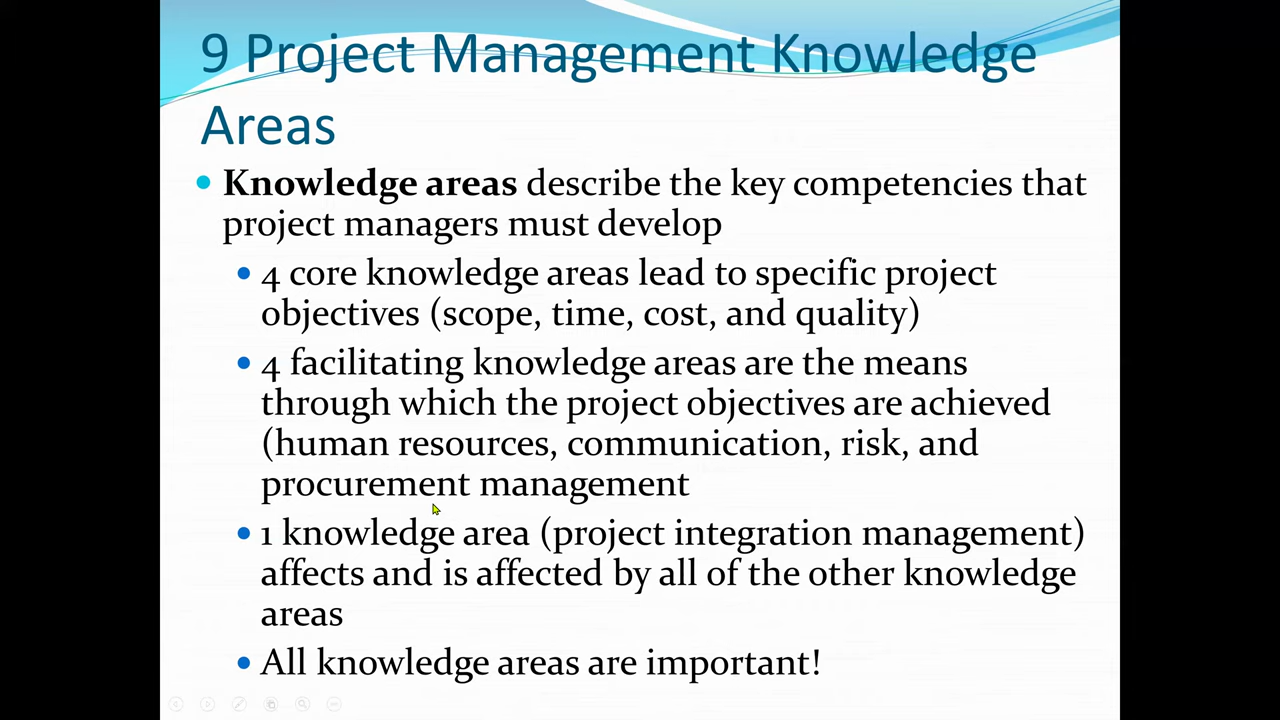 9 Project Management Knowledge
Areas
• Knowledge areas describe the key competencies that
project managers must develop
• 4 core knowledge areas lead to specific project
objectives (scope, time, cost, and quality)
• 4 facilitating knowledge areas are the means
through which the project objectives are achieved
(human resources, communication, risk, and
procurement management
• 1 knowledge area (project integration management)
affects and is affected by all of the other knowledge
areas
• All knowledge areas are important!